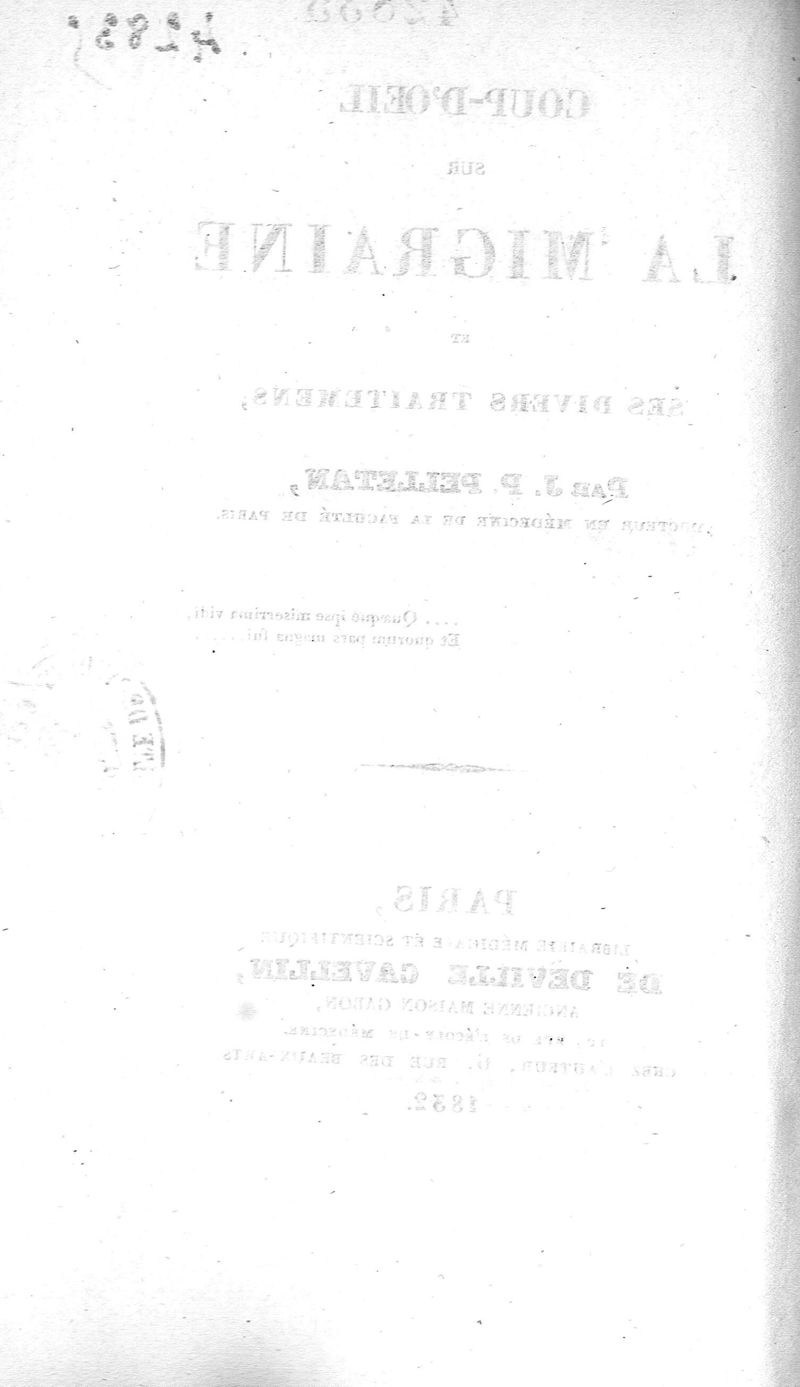 COUP-D'OEIL
SUR
LA MIGRAINE
ET
SES DIVERS TRAITEMENS,
PAR J. P. PELLETAN,
DOCTEUR EN MÉDECINE DE LA FACULTÉ DE PARIS.
.... Quæque ipse miserrima vidi,
Et quorum pars magna fui......
PARIS,
LIBRAIRIE MÉDICALE ET SCIENTIFIQUE
DE DEVILLE CAVELLIN,
ANCIENNE MAISON GABON,
RUE DE L'ÉCOLE-DE-MÉDECINE.
CHEZ L'AUTEUR, RUE DES BEAUX-ARTS
1832.